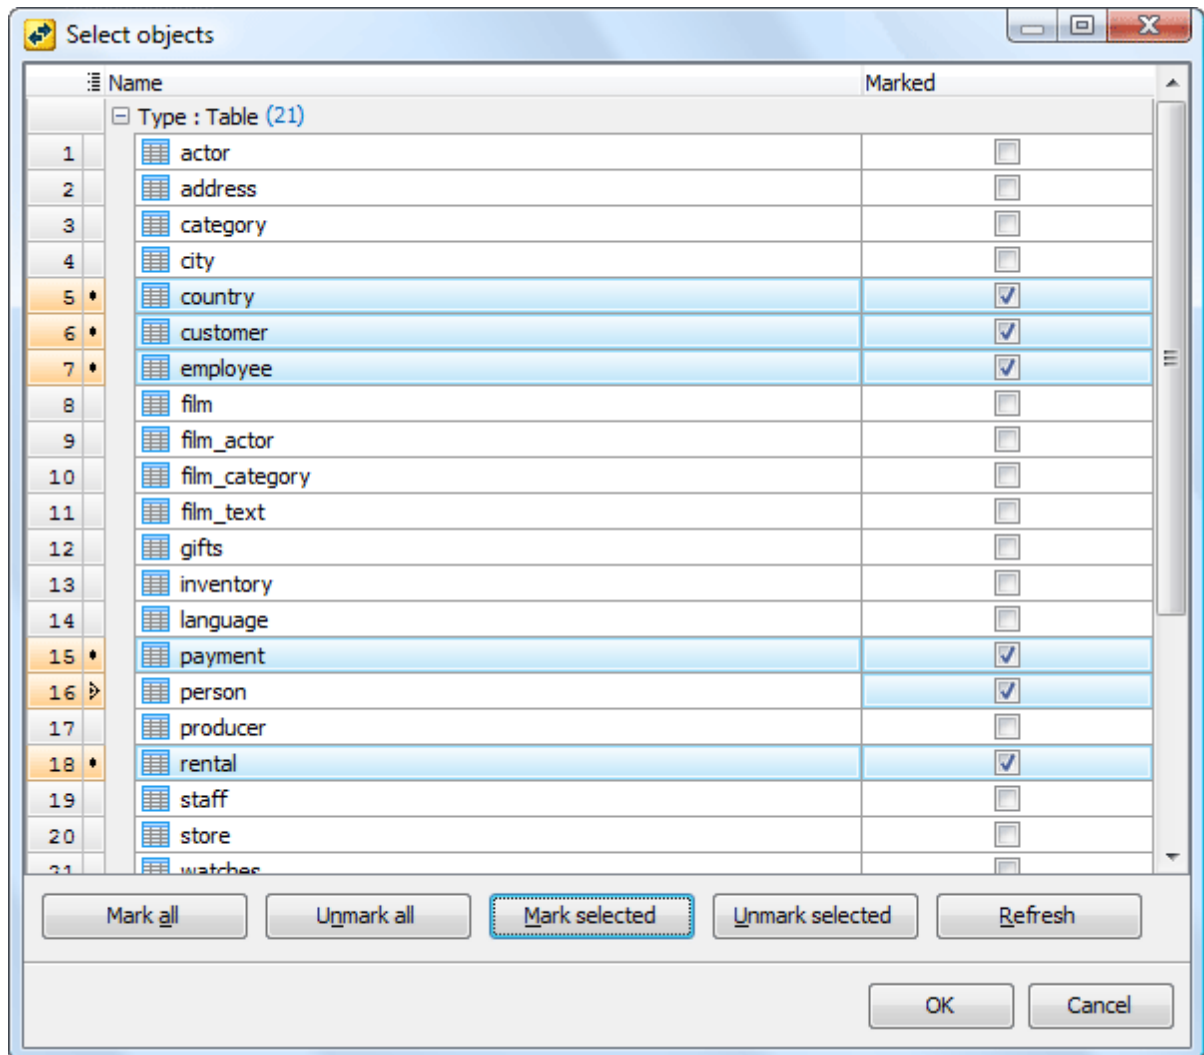 Select objects
Name Marked
Type : Table (21)
1 actor
2 address
3 category
4 city
5 country
6 customer
7 employee
8 film
9 film_actor
10 film_category
11 film_text
12 gifts
13 inventory
14 language
15 payment
16 person
17 producer
18 rental
19 staff
20 store
21 watches
Mark all Unmark all Mark selected Unmark selected Refresh
OK Cancel